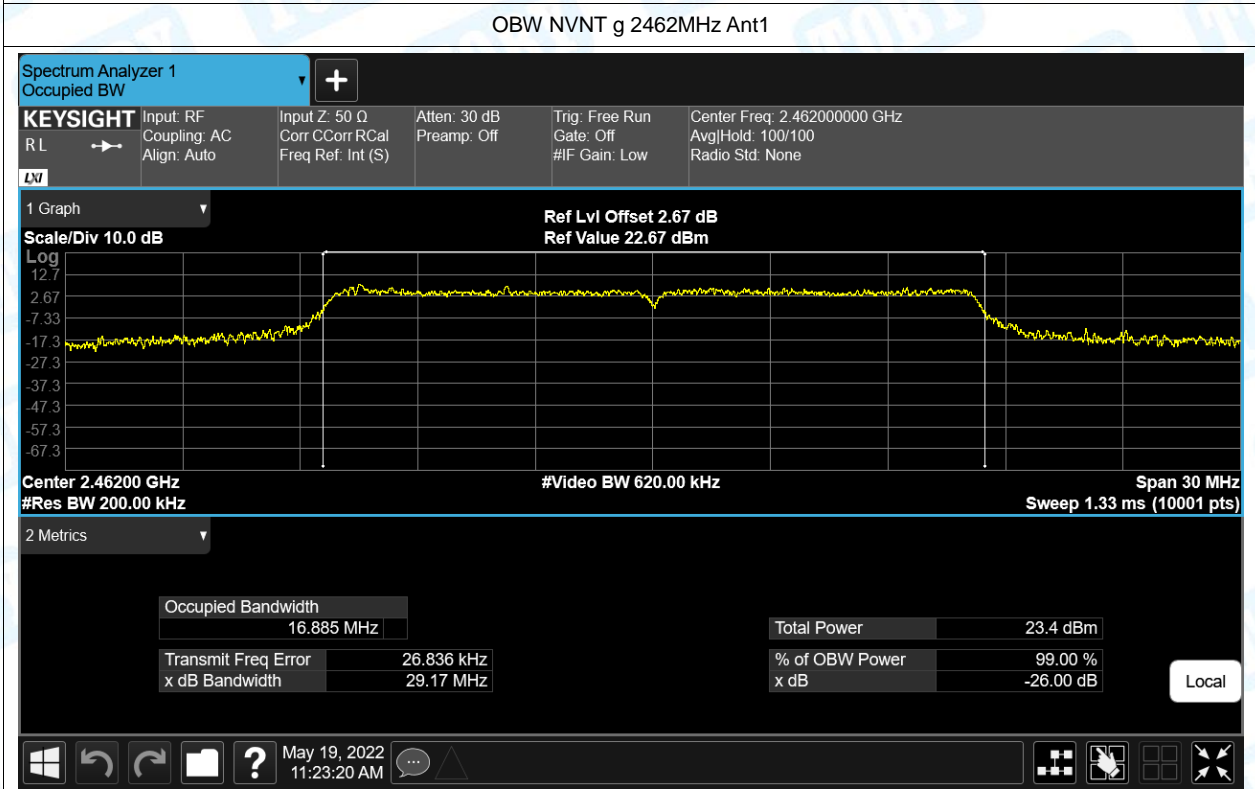 OBW NVNT g 2462MHz Ant1
Spectrum Analyzer 1
Occupied BW
KEYSIGHT
RL
LXI
Input: RF
Coupling: AC
Align: Auto
Input Z: 50 Ω
Corr CCorr RCal
Freq Ref: Int (S)
Atten: 30 dB
Preamp: Off
Trig: Free Run
Gate: Off
#IF Gain: Low
Center Freq: 2.462000000 GHz
Avg|Hold: 100/100
Radio Std: None
1 Graph
Scale/Div 10.0 dB
Ref Lvl Offset 2.67 dB
Ref Value 22.67 dBm
Log
12.7
2.67
-7.33
-17.3
-27.3
-37.3
-47.3
-57.3
-67.3
Center 2.46200 GHz
#Video BW 620.00 kHz
Span 30 MHz
#Res BW 200.00 kHz
Sweep 1.33 ms (10001 pts)
2 Metrics
Occupied Bandwidth
16.885 MHz
Total Power 23.4 dBm
Transmit Freq Error 26.836 kHz
% of OBW Power 99.00 %
x dB Bandwidth 29.17 MHz
x dB -26.00 dB
Local
?
May 19, 2022
11:23:20 AM